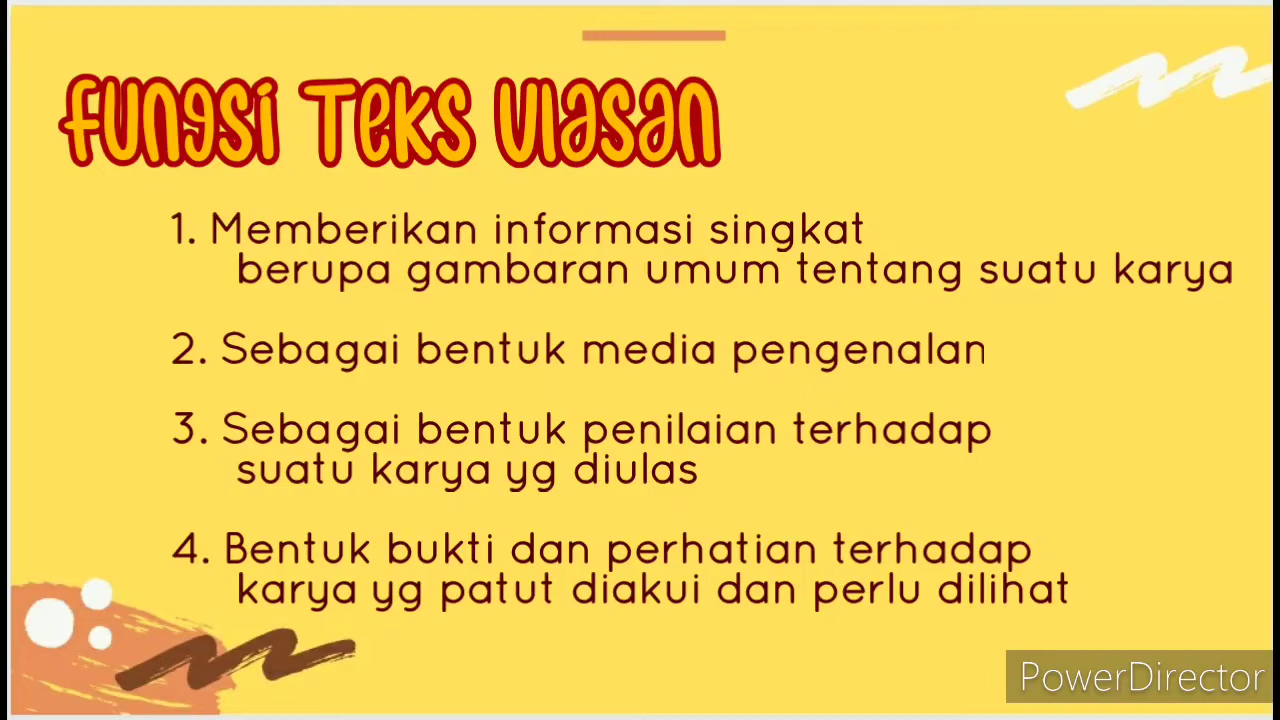 Fungsi Teks Ulasan
1. Memberikan informasi singkat
berupa gambaran umum tentang suatu karya
2. Sebagai bentuk media pengenalan
3. Sebagai bentuk penilaian terhadap
suatu karya yg diulas
4. Bentuk bukti dan perhatian terhadap
karya yg patut diakui dan perlu dilihat
PowerDirector